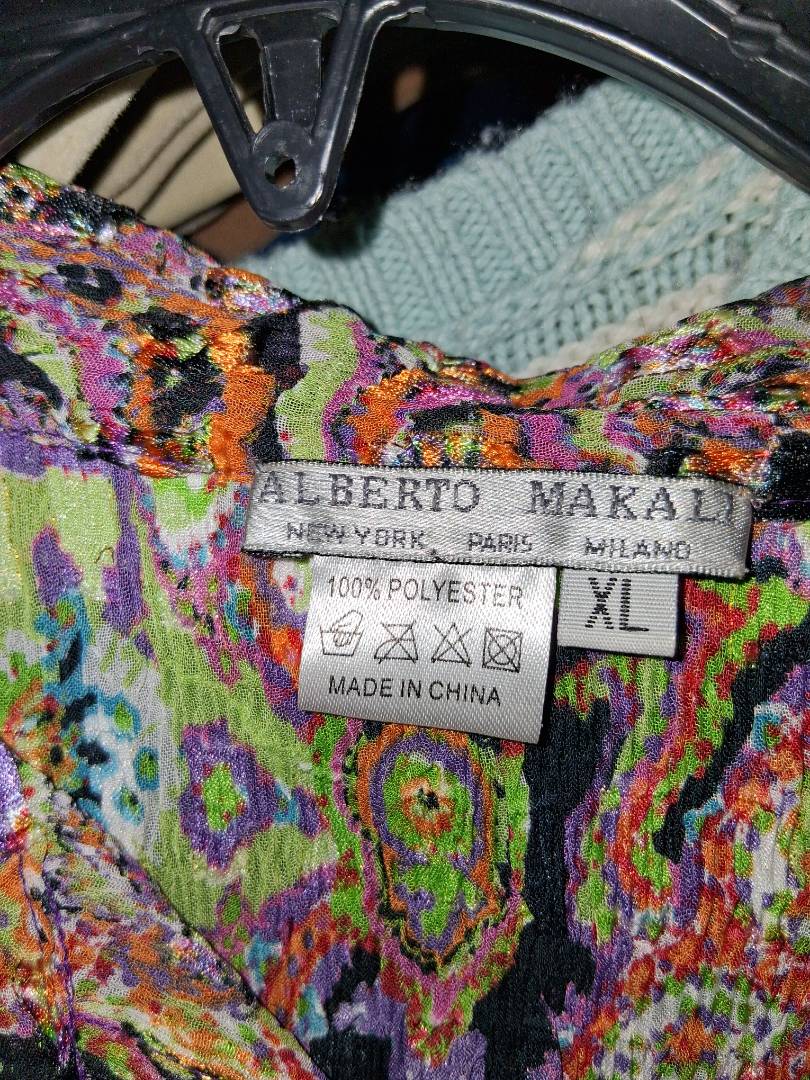 ALBERTO MAKALI
NEW YORK PARIS MILANO
XL
100% POLYESTER
MADE IN CHINA